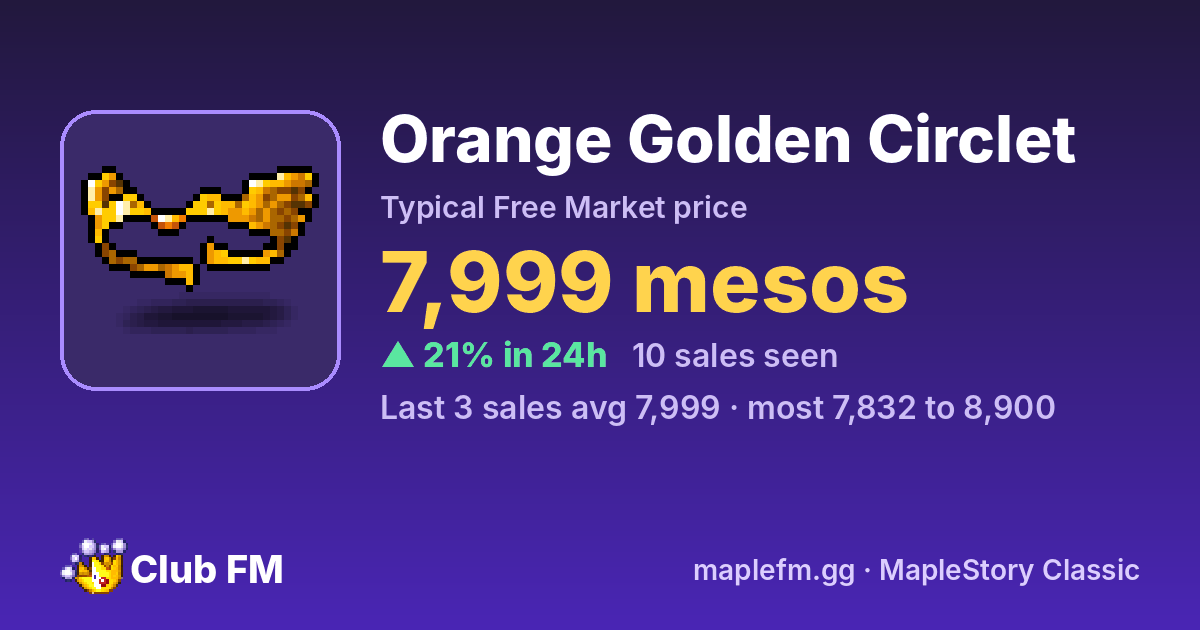 Orange Golden Circlet
Typical Free Market price
7,999 mesos
▲ 21% in 24h 10 sales seen
Last 3 sales avg 7,999 · most 7,832 to 8,900
Club FM
maplefm.gg · MapleStory Classic